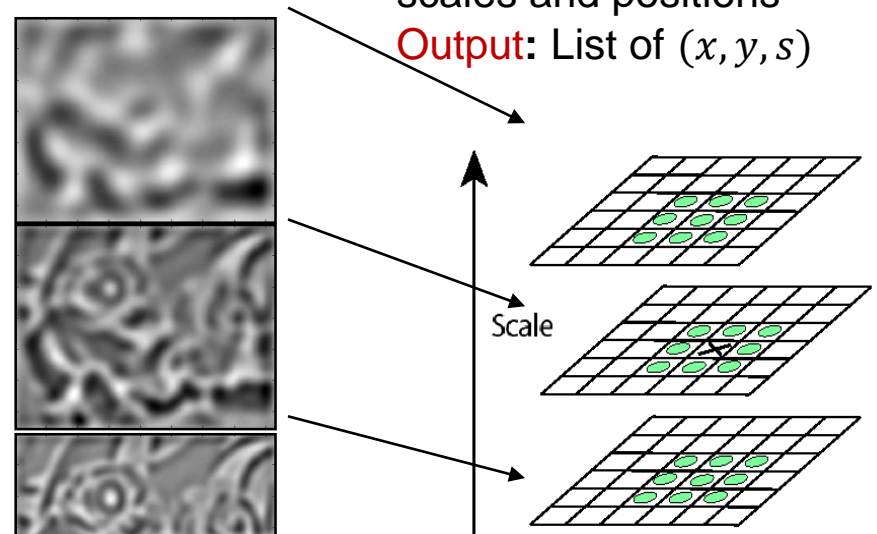 scales and positions
Output: List of (x, y, s)
Scale